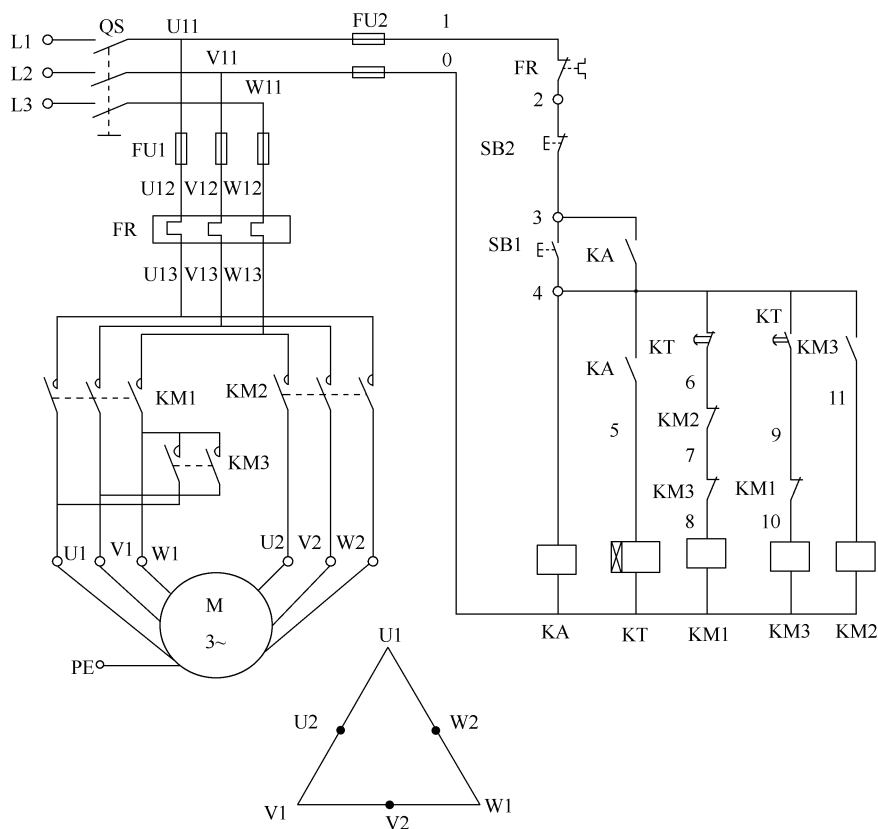 QS
U11
FU2
1
L1
V11
0
L2
W11
FR
L3
2
FU1
SB2
U12 V12 W12
3
FR
SB1
KA
U13 V13 W13
4
KT
KT
KM3
KA
KM1
KM2
6
11
KM2
5
9
7
KM3
KM3
KM1
8
10
U1
V1
W1
U2
V2
W2
M
3~
KA
KT
KM1
KM3
KM2
U1
PE
U2
W2
V1
W1
V2